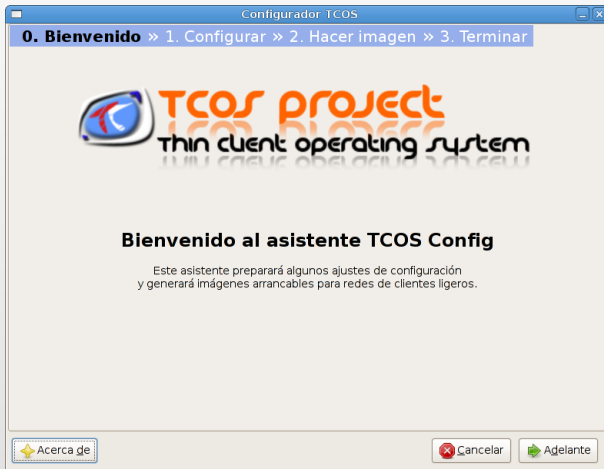 Configurador TCOS
0. Bienvenido » 1. Configurar » 2. Hacer imagen » 3. Terminar
TCOS PROJECT
Thin client operating system
Bienvenido al asistente TCOS Config
Este asistente preparará algunos ajustes de configuración
y generará imágenes arrancables para redes de clientes ligeros.
Acerca de
Cancelar
Adelante